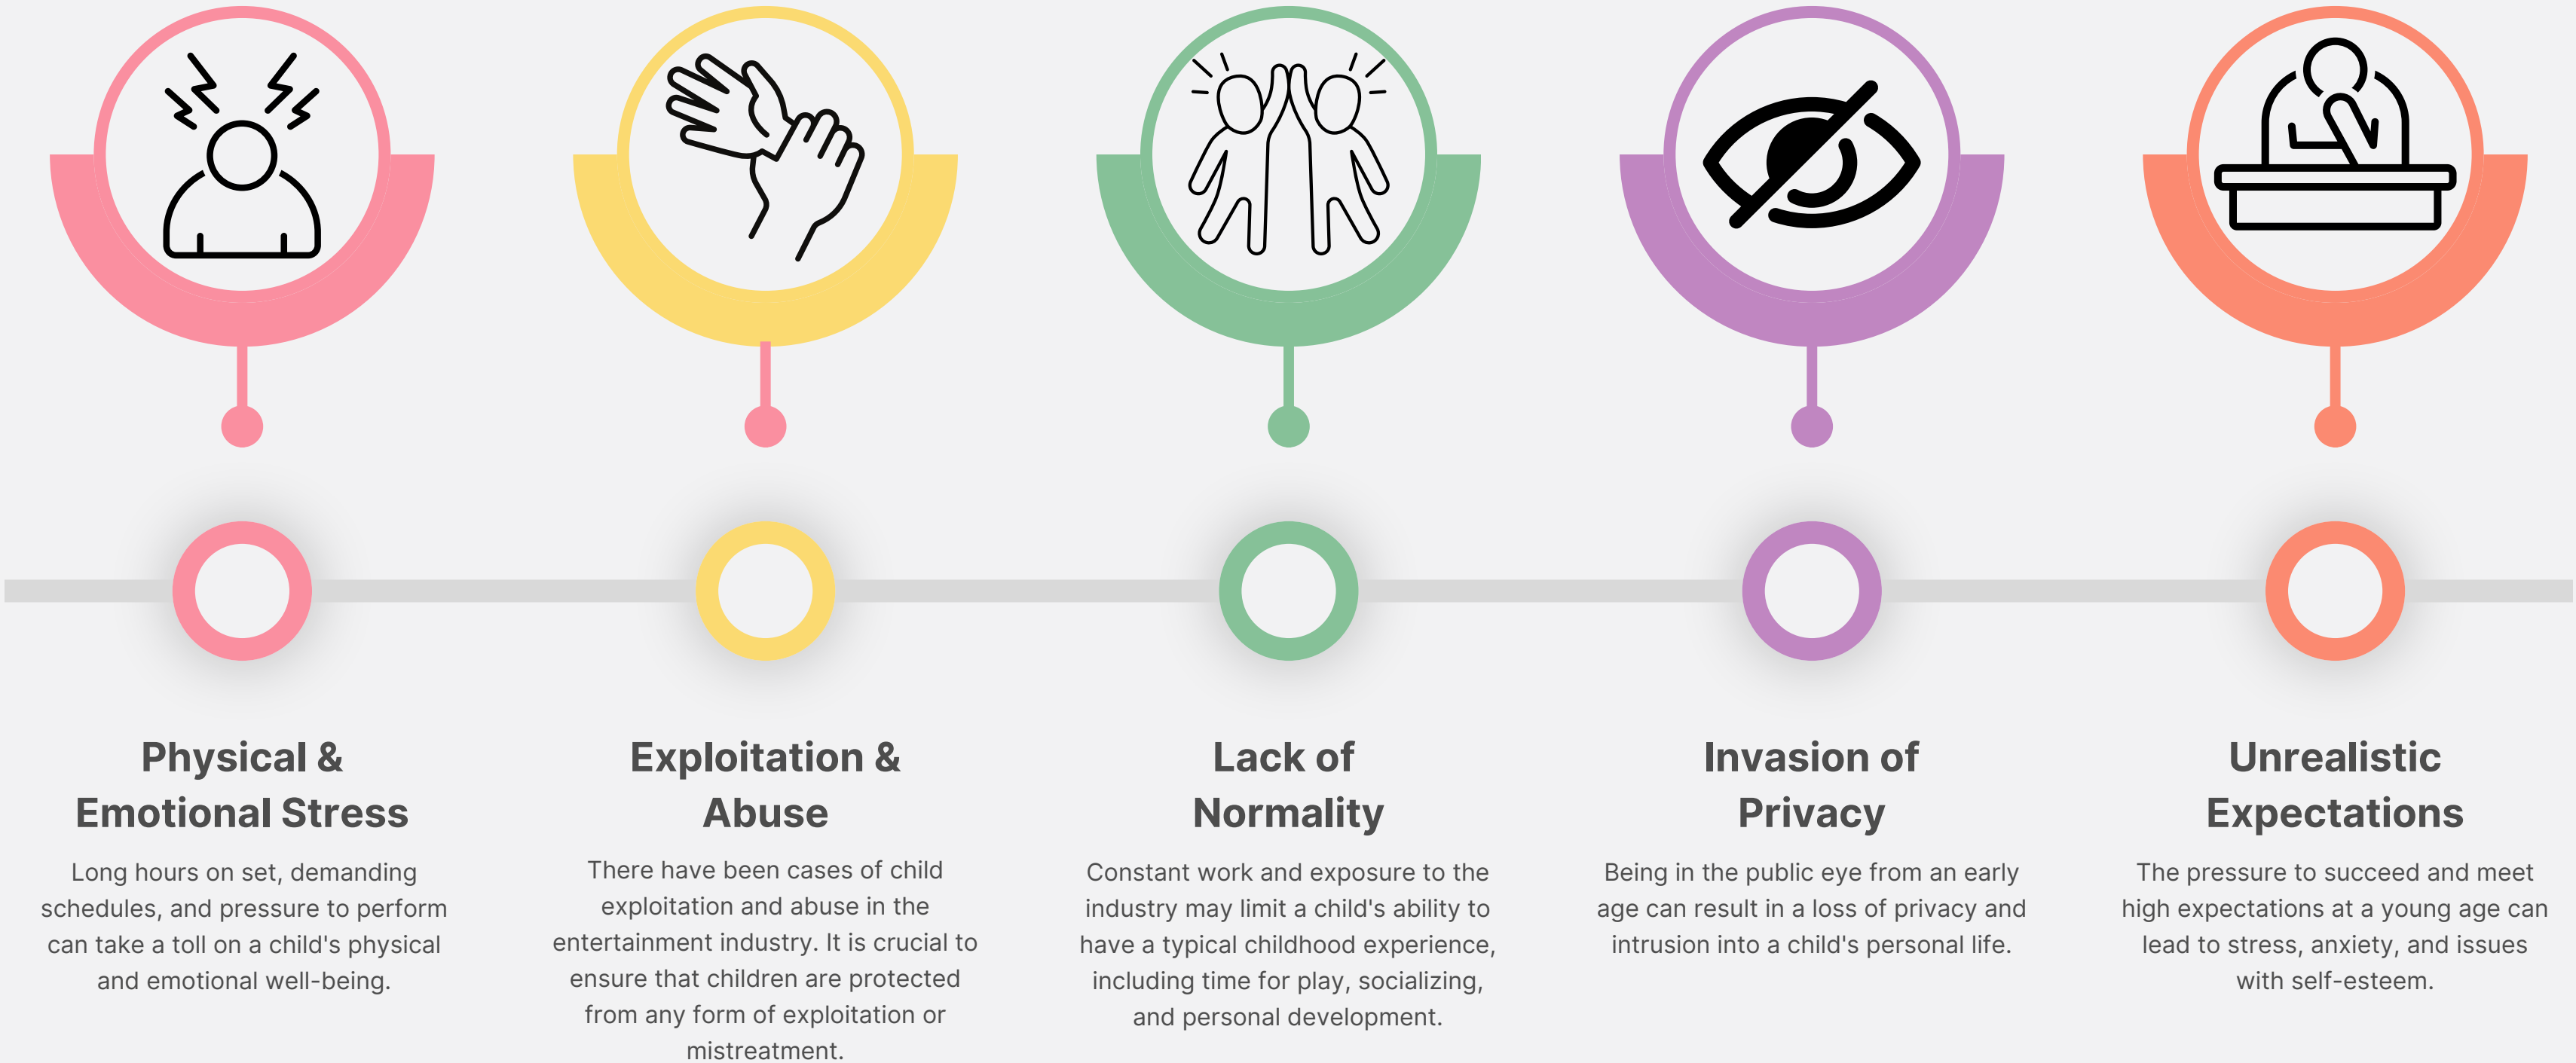 Physical &
Emotional Stress
Long hours on set, demanding
schedules, and pressure to perform
can take a toll on a child's physical
and emotional well-being.
Exploitation &
Abuse
There have been cases of child
exploitation and abuse in the
entertainment industry. It is crucial to
ensure that children are protected
from any form of exploitation or
mistreatment.
Lack of
Normality
Constant work and exposure to the
industry may limit a child's ability to
have a typical childhood experience,
including time for play, socializing,
and personal development.
Invasion of
Privacy
Being in the public eye from an early
age can result in a loss of privacy and
intrusion into a child's personal life.
Unrealistic
Expectations
The pressure to succeed and meet
high expectations at a young age can
lead to stress, anxiety, and issues
with self-esteem.